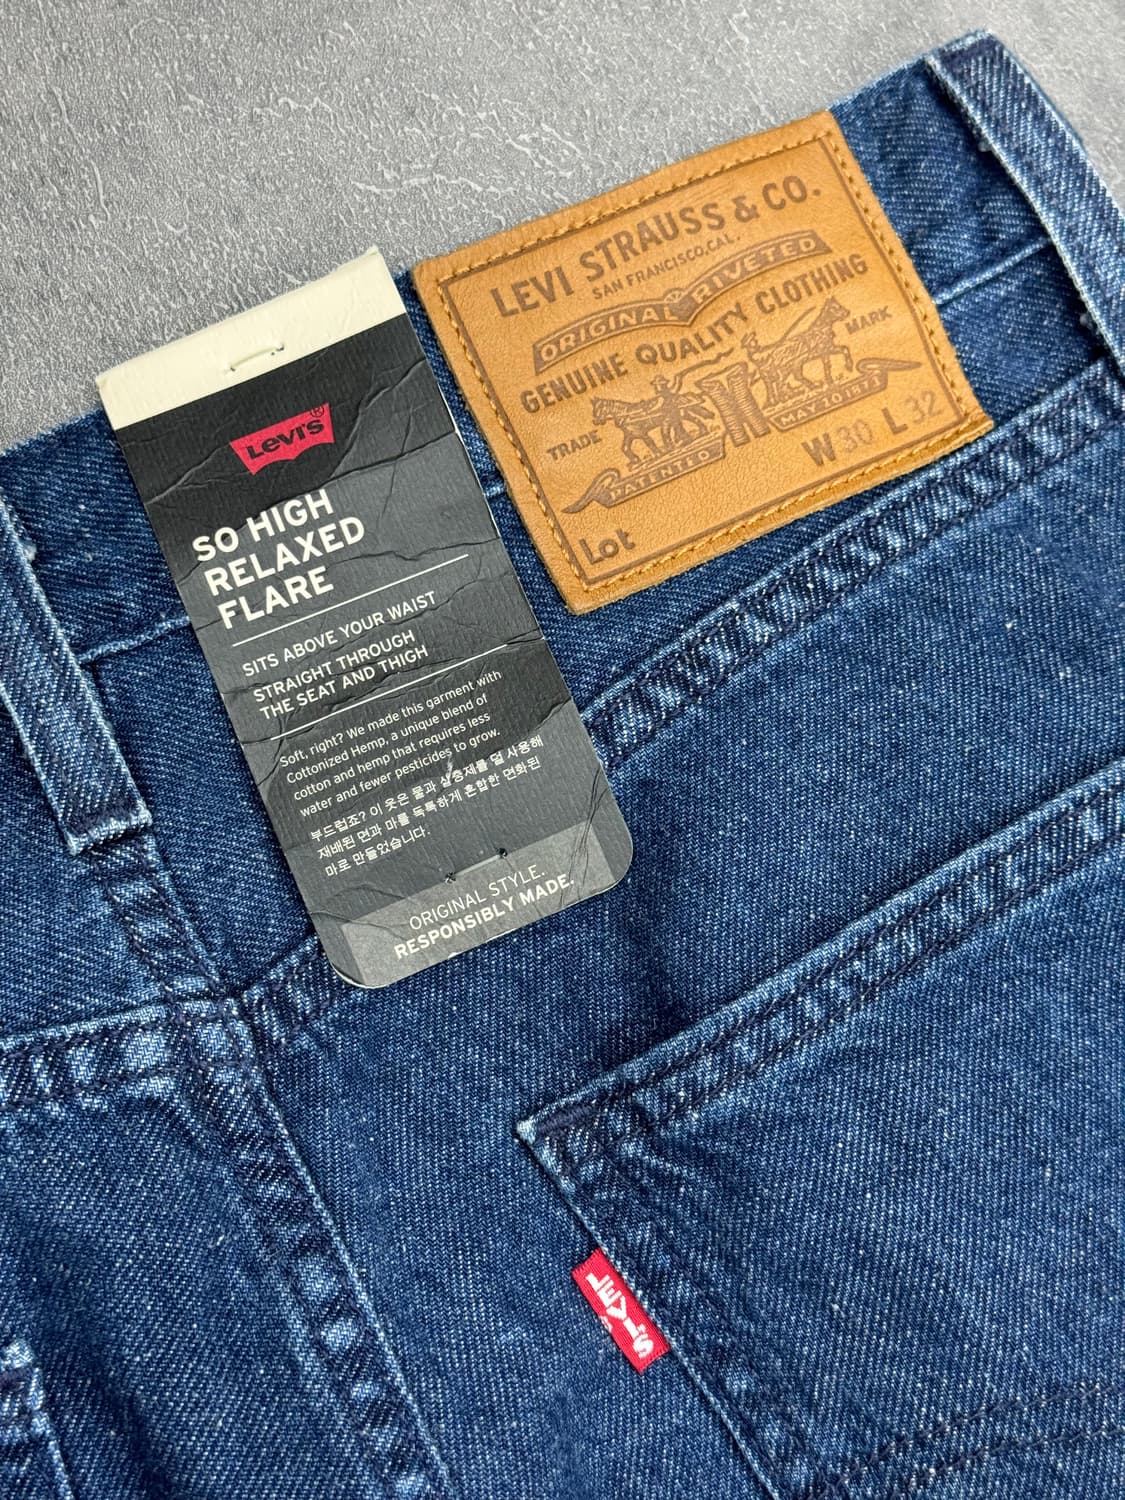 LEVI STRAUSS & CO.
SAN FRANCISCO, CAL.
ORIGINAL RIVETED
GENUINE QUALITY CLOTHING
TRADE MARK
PATENTED MAY 20 1873
W 30 L 32
Lot
Levi's®
SO HIGH
RELAXED
FLARE
SITS ABOVE YOUR WAIST
STRAIGHT THROUGH
THE SEAT AND THIGH
Soft, right? We made this garment with
Cottonized Hemp, a unique blend of
cotton and hemp that requires less
water and fewer pesticides to grow.
부드럽죠? 이 옷은 물과 살충제를 덜 사용해
재배된 면과 마를 독특하게 혼합한 면화된
마로 만들었습니다.
ORIGINAL STYLE.
RESPONSIBLY MADE.
LEVI'S